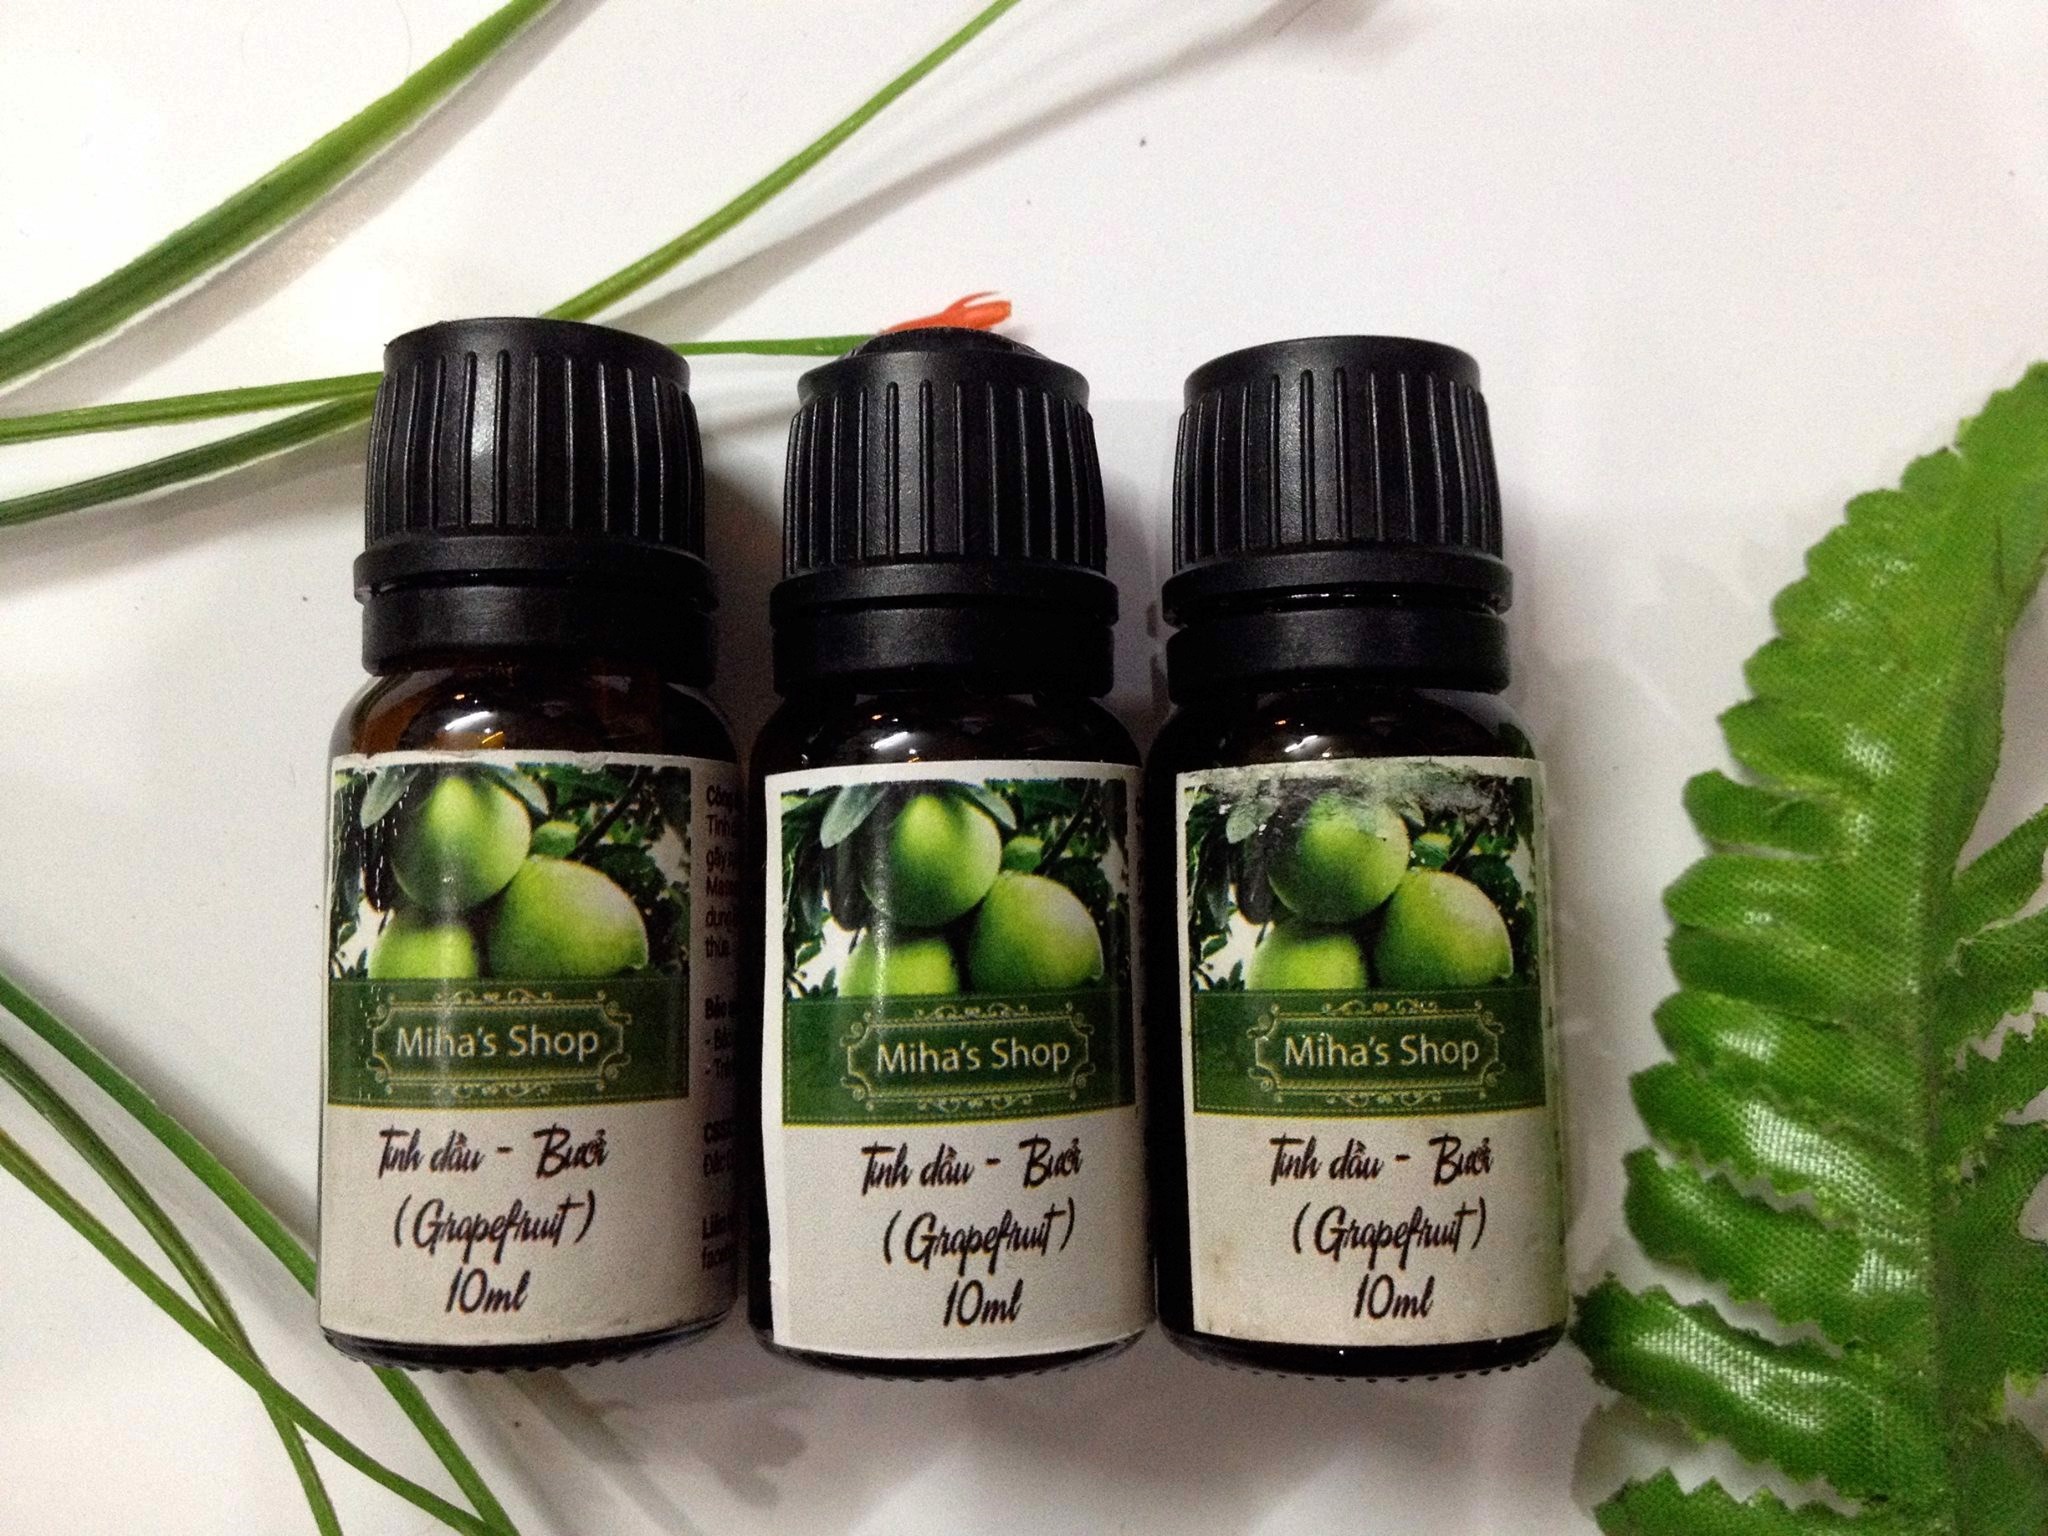 Miha's Shop
Tinh dầu - Bưởi
(Grapefruit)
10ml
Miha's Shop
Tinh dầu - Bưởi
(Grapefruit)
10ml
Miha's Shop
Tinh dầu - Bưởi
(Grapefruit)
10ml